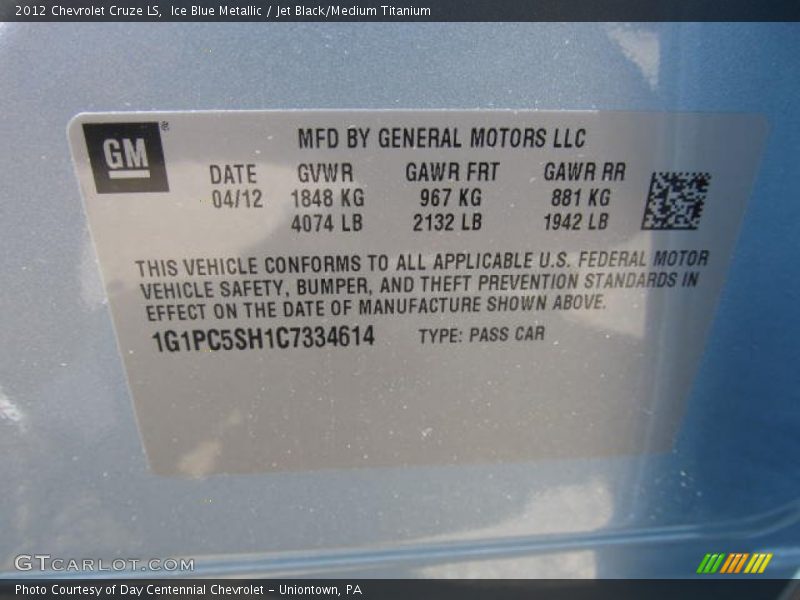 2012 Chevrolet Cruze LS, Ice Blue Metallic / Jet Black/Medium Titanium
GM®
MFD BY GENERAL MOTORS LLC
DATE GVWR GAWR FRT GAWR RR
04/12 1848 KG 967 KG 881 KG
4074 LB 2132 LB 1942 LB
THIS VEHICLE CONFORMS TO ALL APPLICABLE U.S. FEDERAL MOTOR
VEHICLE SAFETY, BUMPER, AND THEFT PREVENTION STANDARDS IN
EFFECT ON THE DATE OF MANUFACTURE SHOWN ABOVE.
1G1PC5SH1C7334614 TYPE: PASS CAR
GTCARLOT.COM
Photo Courtesy of Day Centennial Chevrolet - Uniontown, PA